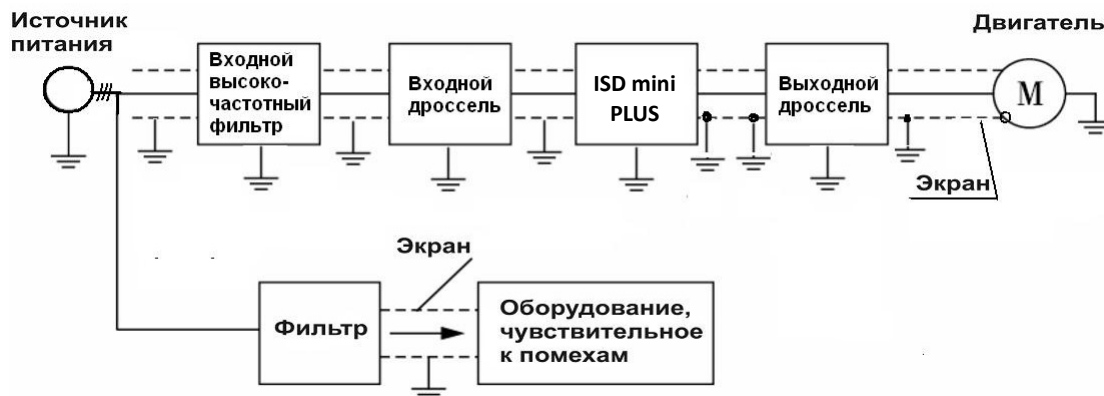 Источник
питания
Двигатель
Входной
высоко-
частотный
фильтр
Входной
дроссель
ISD mini
PLUS
Выходной
дроссель
М
Экран
Экран
Фильтр
Оборудование,
чувствительное
к помехам